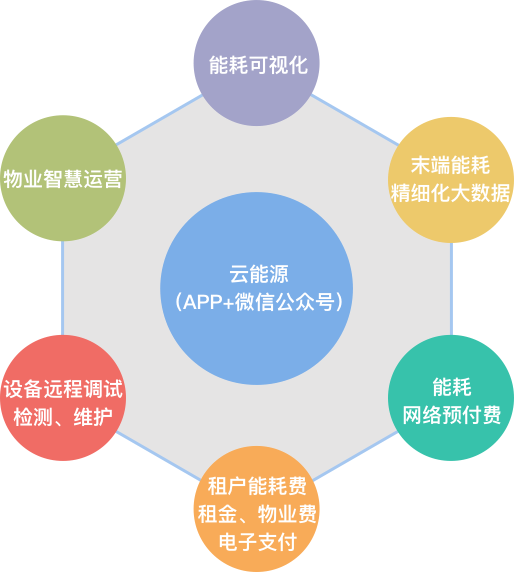 能耗可视化
物业智慧运营
末端能耗
精细化大数据
云能源
（APP+微信公众号）
设备远程调试
检测、维护
能耗
网络预付费
租户能耗费
租金、物业费
电子支付